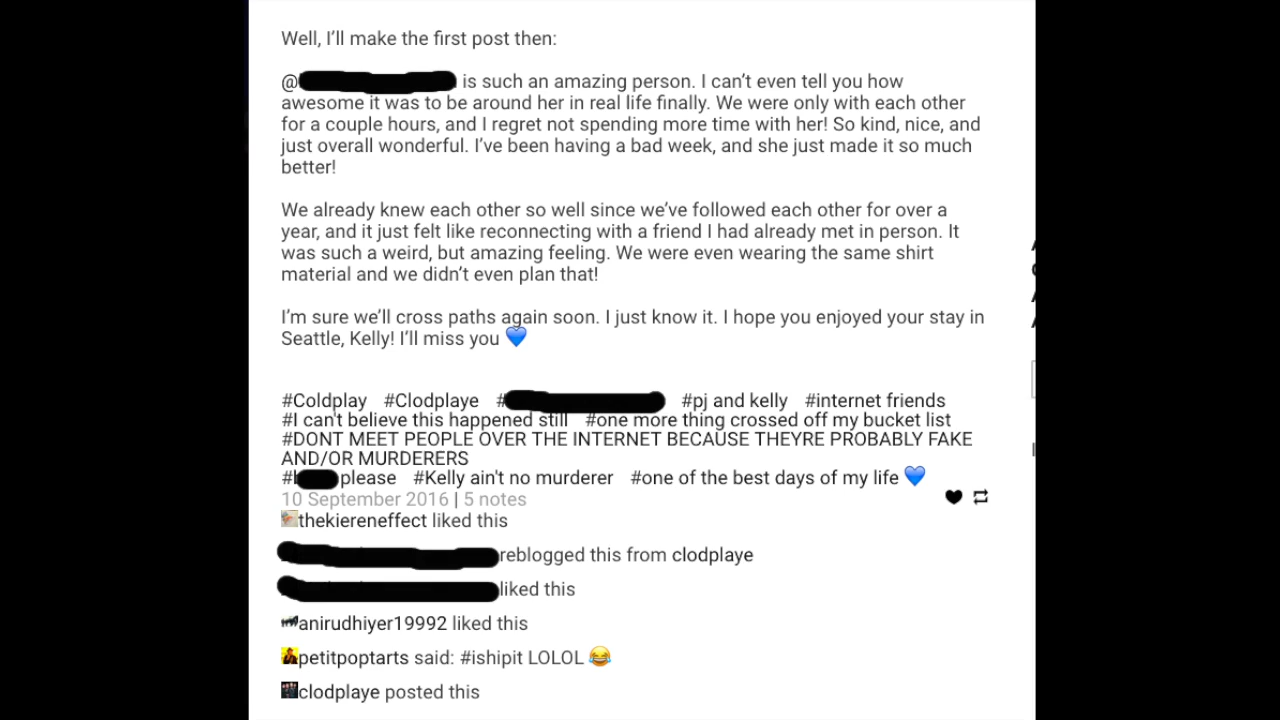 Well, I’ll make the first post then:
@ is such an amazing person. I can’t even tell you how
awesome it was to be around her in real life finally. We were only with each other
for a couple hours, and I regret not spending more time with her! So kind, nice, and
just overall wonderful. I’ve been having a bad week, and she just made it so much
better!
We already knew each other so well since we’ve followed each other for over a
year, and it just felt like reconnecting with a friend I had already met in person. It
was such a weird, but amazing feeling. We were even wearing the same shirt
material and we didn’t even plan that!
I’m sure we’ll cross paths again soon. I just know it. I hope you enjoyed your stay in
Seattle, Kelly! I’ll miss you 💙
#Coldplay #Clodplaye # #pj and kelly #internet friends
#I can't believe this happened still #one more thing crossed off my bucket list
#DONT MEET PEOPLE OVER THE INTERNET BECAUSE THEYRE PROBABLY FAKE
AND/OR MURDERERS
# please #Kelly ain't no murderer #one of the best days of my life 💙
10 September 2016 | 5 notes
thekiereneffect liked this
reblogged this from clodplaye
liked this
anirudhiyer19992 liked this
petitpoptarts said: #ishipit LOLOL 😂
clodplaye posted this